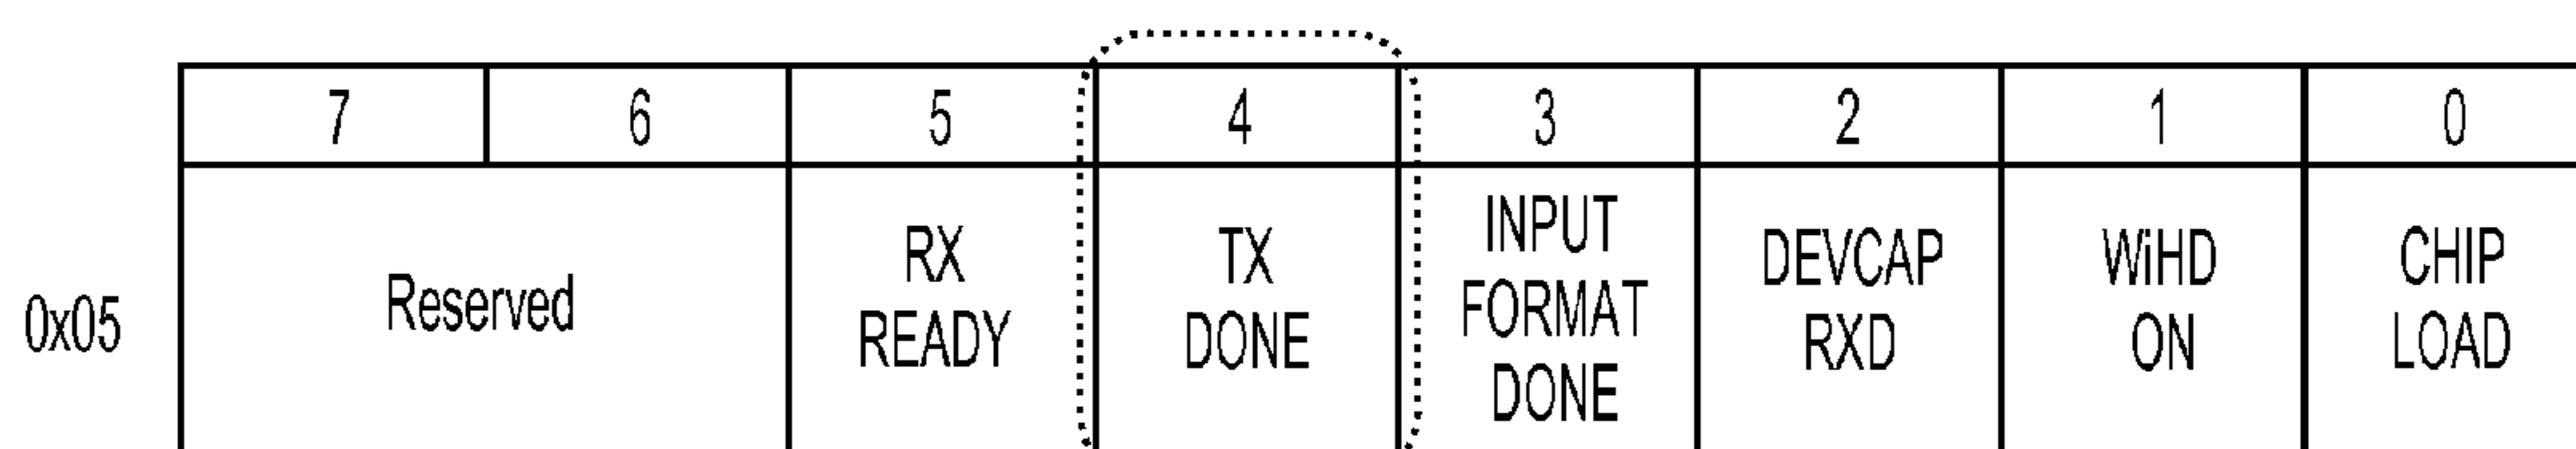 7 6 5 4 3 2 1 0
0x05
Reserved
RX
READY
TX
DONE
INPUT
FORMAT
DONE
DEVCAP
RXD
WiHD
ON
CHIP
LOAD